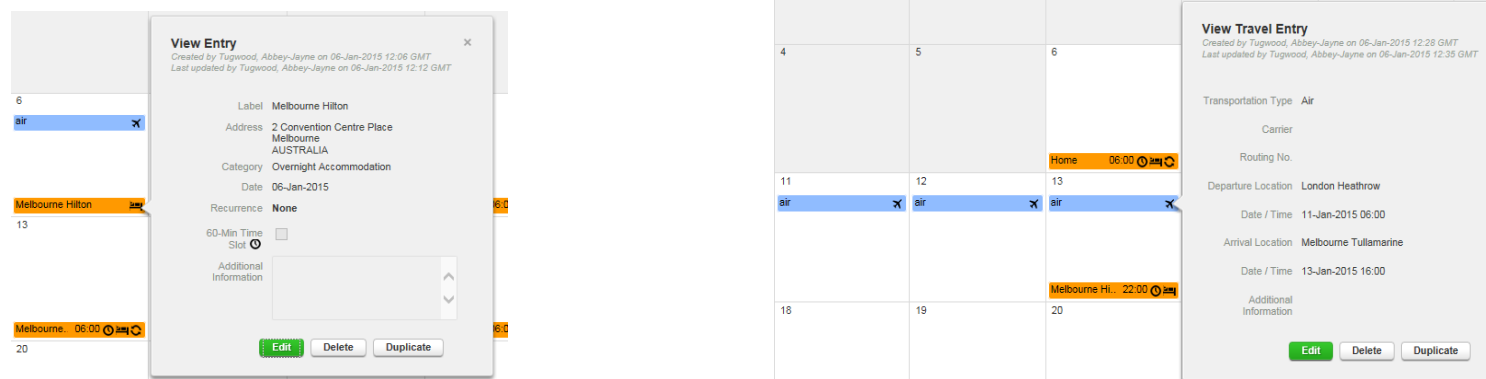 View Entry
×
Created by Tugwood, Abbey-Jayne on 06-Jan-2015 12:06 GMT
Last updated by Tugwood, Abbey-Jayne on 06-Jan-2015 12:12 GMT
6
air
Label Melbourne Hilton
Address 2 Convention Centre Place
Melbourne
AUSTRALIA
Category Overnight Accommodation
Date 06-Jan-2015
Melbourne Hilton
Recurrence None
13
60-Min Time
Slot
Additional
Information
Melbourne. 06:00
20
Edit Delete Duplicate
4 5 6
Home 06:00
11 12 13
air air air
Melbourne Hi.. 22:00
18 19 20
View Travel Entry
Created by Tugwood, Abbey-Jayne on 06-Jan-2015 12:28 GMT
Last updated by Tugwood, Abbey-Jayne on 06-Jan-2015 12:35 GMT
Transportation Type Air
Carrier
Routing No.
Departure Location London Heathrow
Date / Time 11-Jan-2015 06:00
Arrival Location Melbourne Tullamarine
Date / Time 13-Jan-2015 16:00
Additional
Information
Edit Delete Duplicate